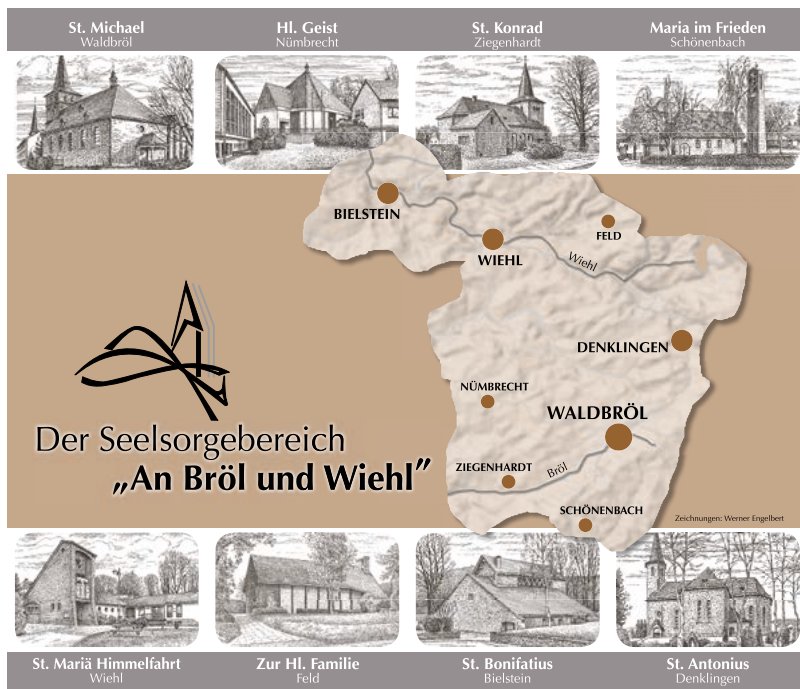 St. Michael
Waldbröl
Hl. Geist
Nümbrecht
St. Konrad
Ziegenhardt
Maria im Frieden
Schönenbach
BIELSTEIN
WIEHL
FELD
Wiehl
DENKLINGEN
NÜMBRECHT
WALDBRÖL
ZIEGENHARDT
Bröl
SCHÖNENBACH
Der Seelsorgebereich
„An Bröl und Wiehl”
Zeichnungen: Werner Engelbert
St. Mariä Himmelfahrt
Wiehl
Zur Hl. Familie
Feld
St. Bonifatius
Bielstein
St. Antonius
Denklingen